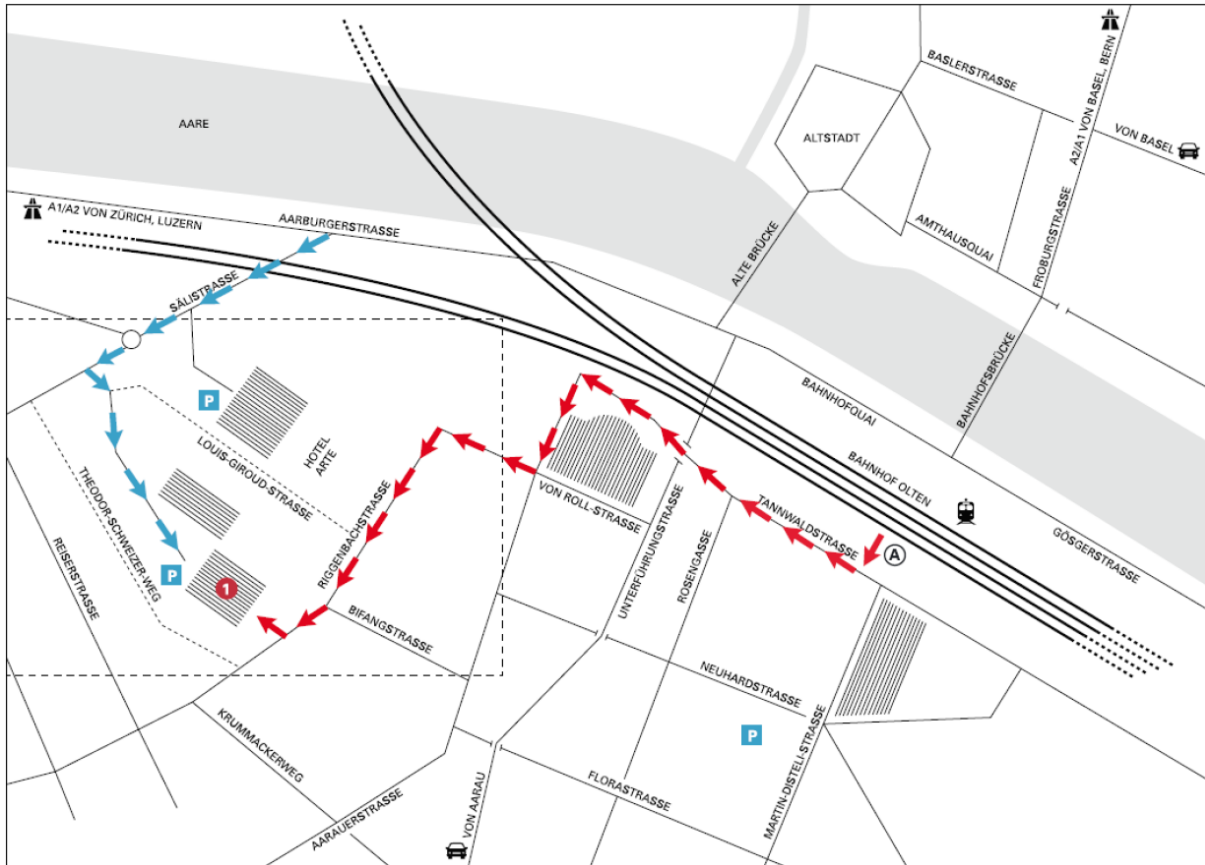 BASLERSTRASSE
A2/A1 VON BASEL, BERN
VON BASEL
AARE
ALTSTADT
A1/A2 VON ZÜRICH, LUZERN
AARBURGERSTRASSE
AMTHAUSQUAI
FROBURGSTRASSE
ALTE BRÜCKE
SÄLISTRASSE
BAHNHOFSBRÜCKE
BAHNHOFQUAI
P
HOTEL
ARTE
LOUIS-GIROUD-STRASSE
BAHNHOF OLTEN
VON ROLL-STRASSE
TANNWALDSTRASSE
GÖSGERSTRASSE
THEODOR-SCHWEIZER-WEG
RIGGENBACHSTRASSE
UNTERFÜHRUNGSTRASSE
ROSENGASSE
A
REISERSTRASSE
P
1
BIFANGSTRASSE
NEUHARDSTRASSE
P
MARTIN-DISTELI-STRASSE
KRUMMACKERWEG
FLORASTRASSE
AARAUERSTRASSE
VON AARAU